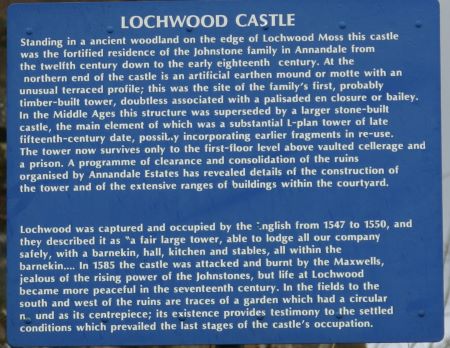 LOCHWOOD CASTLE
Standing in a ancient woodland on the edge of Lochwood Moss this castle
was the fortified residence of the Johnstone family in Annandale from
the twelfth century down to the early eighteenth century. At the
northern end of the castle is an artificial earthen mound or motte with an
unusual terraced profile; this was the site of the family's first, probably
timber-built tower, doubtless associated with a palisaded en closure or bailey.
In the Middle Ages this structure was superseded by a larger stone-built
castle, the main element of which was a substantial L-plan tower of late
fifteenth-century date, possibly incorporating earlier fragments in re-use.
The tower now survives only to the first-floor level above vaulted cellerage and
a prison. A programme of clearance and consolidation of the ruins
organised by Annandale Estates has revealed details of the construction of
the tower and of the extensive ranges of buildings within the courtyard.
Lochwood was captured and occupied by the English from 1547 to 1550, and
they described it as "a fair large tower, able to lodge all our company
safely, with a barnekin, hall, kitchen and stables, all within the
barnekin.... In 1585 the castle was attacked and burnt by the Maxwells,
jealous of the rising power of the Johnstones, but life at Lochwood
became more peaceful in the seventeenth century. In the fields to the
south and west of the ruins are traces of a garden which had a circular
und as its centrepiece; its existence provides testimony to the settled
conditions which prevailed the last stages of the castle's occupation.